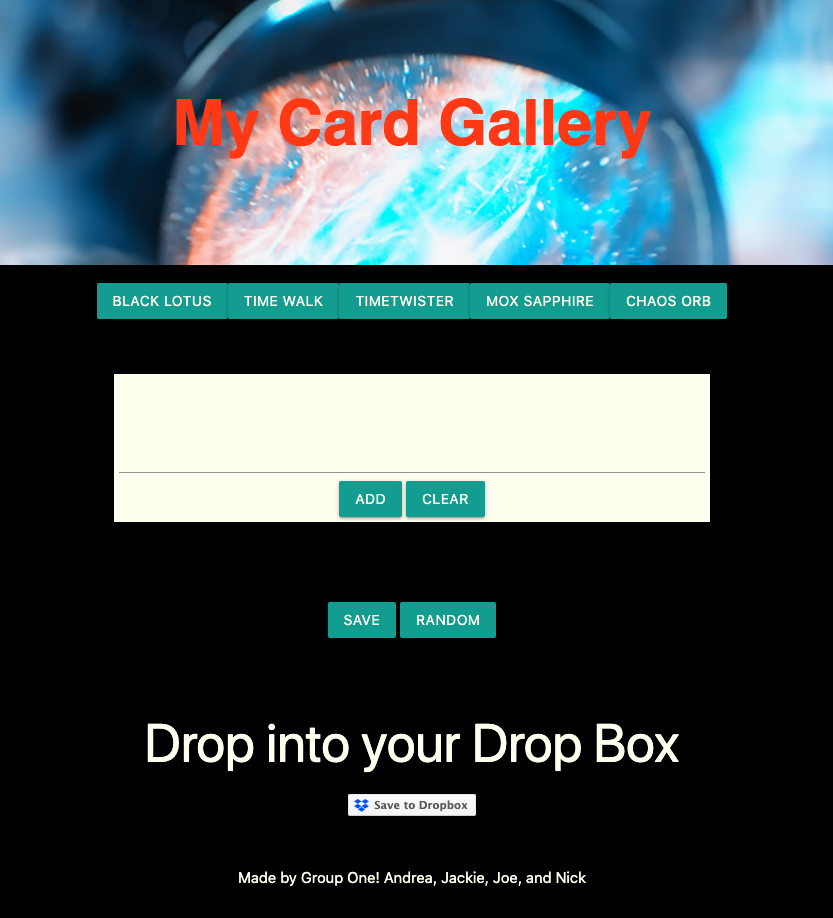 My Card Gallery
BLACK LOTUS TIME WALK TIMETWISTER MOX SAPPHIRE CHAOS ORB
ADD CLEAR
SAVE RANDOM
Drop into your Drop Box
Save to Dropbox
Made by Group One! Andrea, Jackie, Joe, and Nick